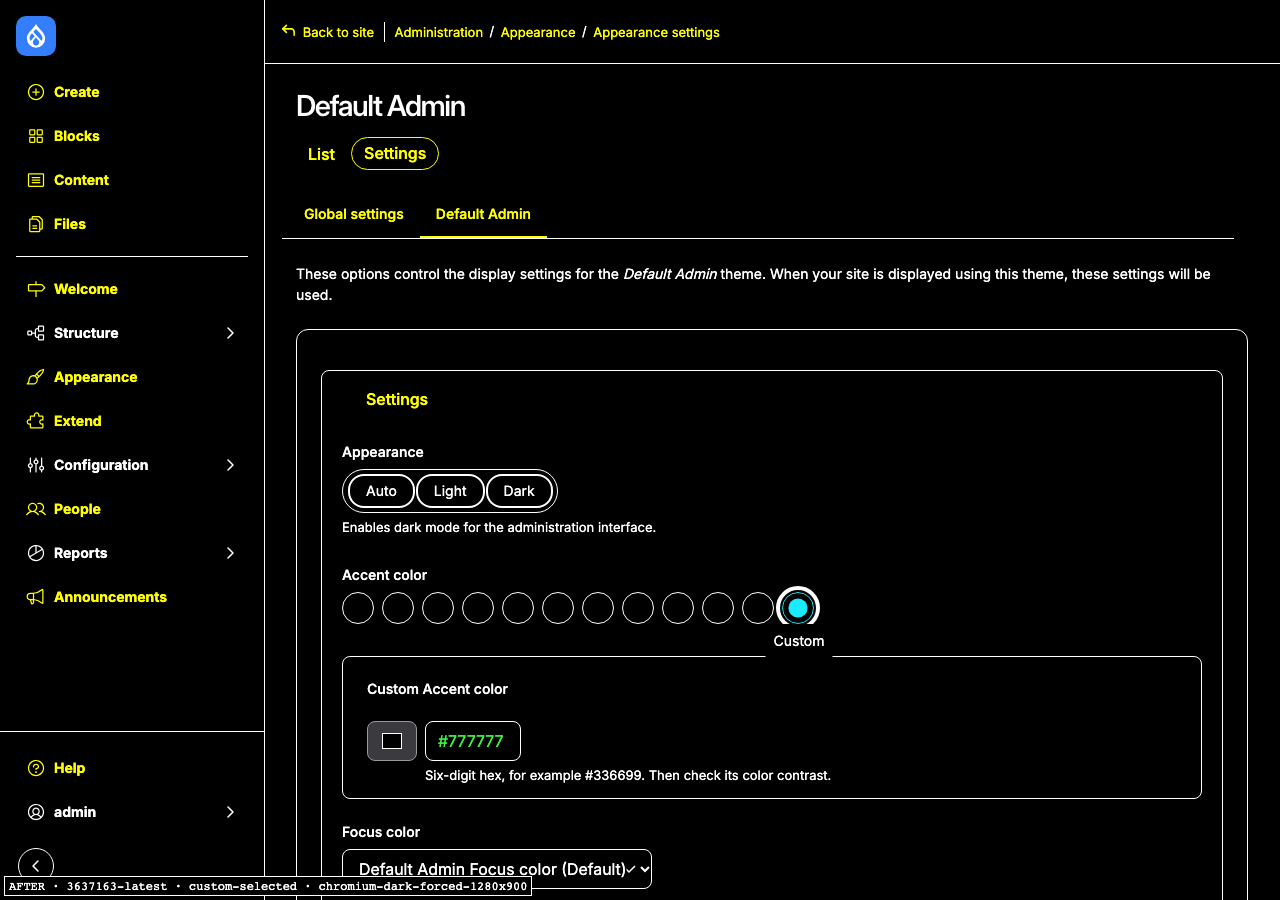 Back to site
Administration / Appearance / Appearance settings
Create
Blocks
Content
Files
Welcome
Structure
Appearance
Extend
Configuration
People
Reports
Announcements
Help
admin
Default Admin
List
Settings
Global settings
Default Admin
These options control the display settings for the Default Admin theme. When your site is displayed using this theme, these settings will be
used.
Settings
Appearance
Auto
Light
Dark
Enables dark mode for the administration interface.
Accent color
Custom
Custom Accent color
#777777
Six-digit hex, for example #336699. Then check its color contrast.
Focus color
Default Admin Focus color (Default)
AFTER · 3637163-latest · custom-selected · chromium-dark-forced-1280x900